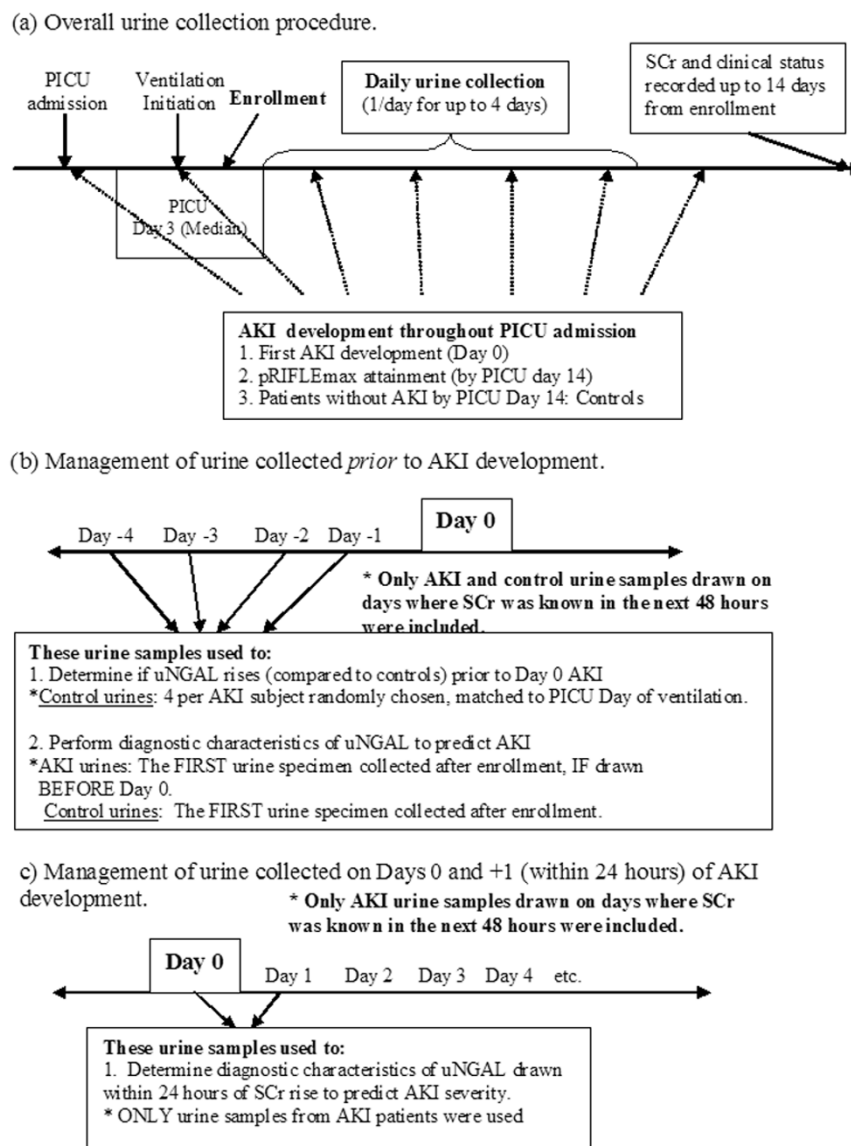 (a) Overall urine collection procedure.
PICU
admission
Ventilation
Initiation
Enrollment
Daily urine collection
(1/day for up to 4 days)
SCr and clinical status
recorded up to 14 days
from enrollment
PICU
Day 3 (Median)
AKI development throughout PICU admission
1. First AKI development (Day 0)
2. pRIFLEmax attainment (by PICU day 14)
3. Patients without AKI by PICU Day 14: Controls
(b) Management of urine collected prior to AKI development.
Day -4 Day -3 Day -2 Day -1 Day 0
* Only AKI and control urine samples drawn on
days where SCr was known in the next 48 hours
were included.
These urine samples used to:
1. Determine if uNGAL rises (compared to controls) prior to Day 0 AKI
*Control urines: 4 per AKI subject randomly chosen, matched to PICU Day of ventilation.
2. Perform diagnostic characteristics of uNGAL to predict AKI
*AKI urines: The FIRST urine specimen collected after enrollment, IF drawn
BEFORE Day 0.
Control urines: The FIRST urine specimen collected after enrollment.
c) Management of urine collected on Days 0 and +1 (within 24 hours) of AKI
development.
* Only AKI urine samples drawn on days where SCr
was known in the next 48 hours were included.
Day 0 Day 1 Day 2 Day 3 Day 4 etc.
These urine samples used to:
1. Determine diagnostic characteristics of uNGAL drawn
within 24 hours of SCr rise to predict AKI severity.
* ONLY urine samples from AKI patients were used